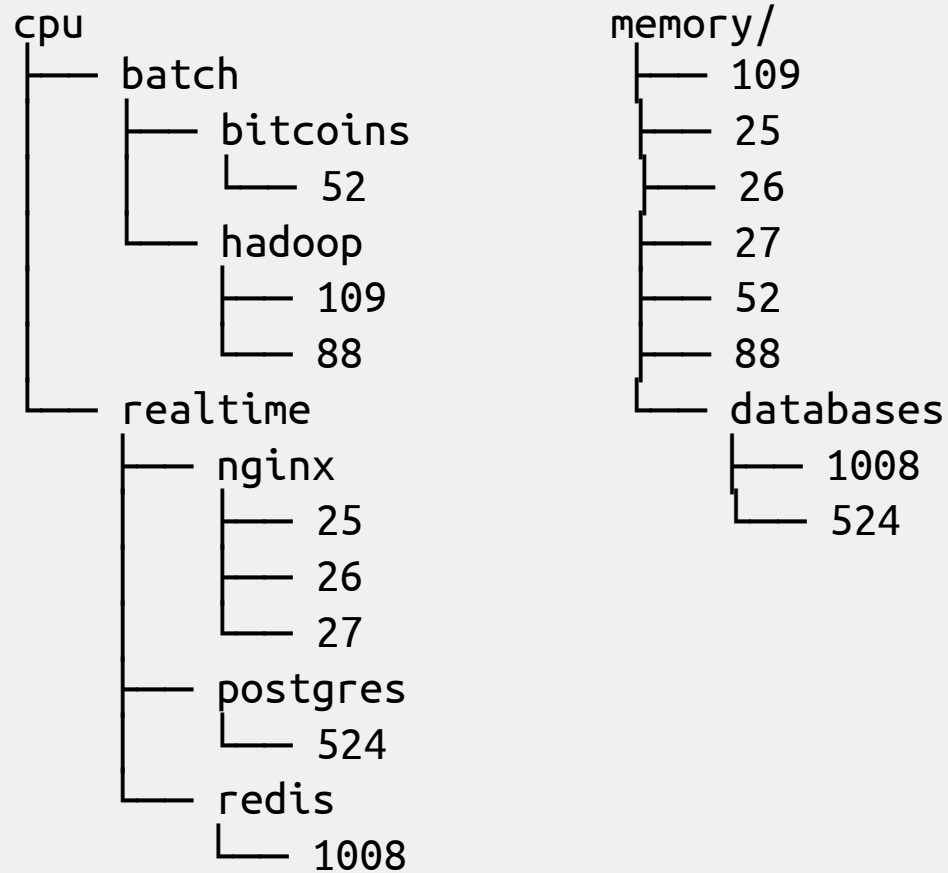 cpu
batch
bitcoins
52
hadoop
109
88
realtime
nginx
25
26
27
postgres
524
redis
1008
memory/
109
25
26
27
52
88
databases
1008
524